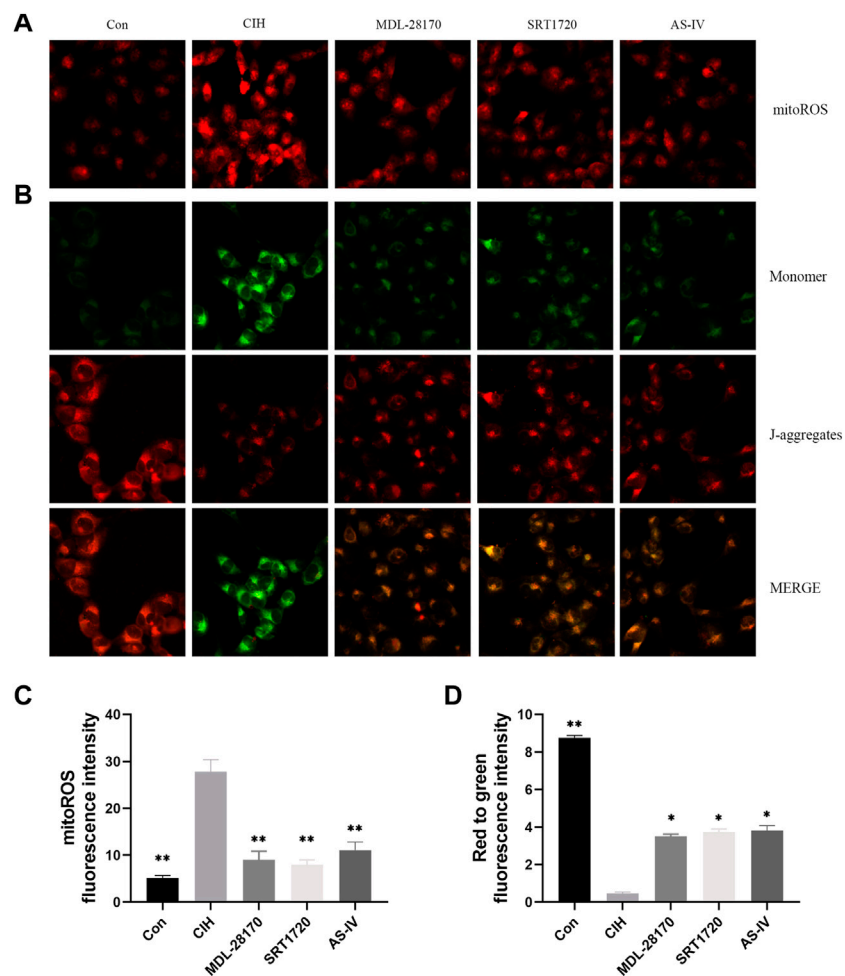 A
Con CIH MDL-28170 SRT1720 AS-IV
mitoROS
B
Monomer
J-aggregates
MERGE
C
mitoROS
fluorescence intensity
40
30
20
10
0
**
**
**
**
Con CIH MDL-28170 SRT1720 AS-IV
D
Red to green
fluorescence intensity
10
8
6
4
2
0
**
*
*
*
Con CIH MDL-28170 SRT1720 AS-IV